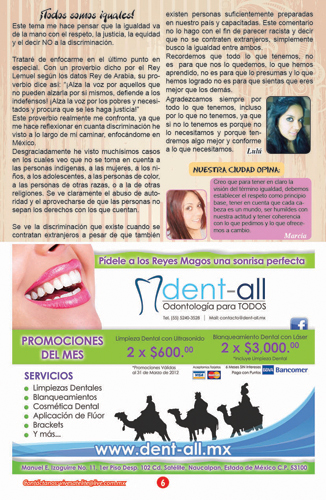 ¡Todos somos iguales!
Este tema me hace pensar que la igualdad va
de la mano con el respeto, la justicia, la equidad
y el decir NO a la discriminación.
Trataré de enfocarme en el último punto en
especial. Con un proverbio dicho por el Rey
Lemuel según los datos Rey de Arabia, su pro-
verbio dice así: ¡Alza la voz por aquellos que
no pueden alzarla por si mismos, defiende a los
indefensos! ¡Alza la voz por los pobres y necesi-
tados y procura que se les haga justicia!"
Este proverbio realmente me confronta, ya que
me hace reflexionar en cuanta discriminación he
visto a lo largo de mi caminar, enfocándome en
México.
Desgraciadamente he visto muchísimos casos
en los cuales veo que no se toma en cuenta a
las personas indígenas, a las mujeres, a los ni-
ños, a los adolescentes, a las personas de color,
a las personas de otras razas, o a la de otras
religiones. Se ve claramente el abuso de auto-
ridad y el aprovecharse de que las personas no
sepan los derechos con los que cuentan.
Se ve la discriminación que existe cuando se
contratan extranjeros a pesar de que también
existen personas suficientemente preparadas
en nuestro país y capacitadas. Este comentario
no lo hago con el fin de parecer racista y decir
que no se contraten extranjeros, simplemente
busco la igualdad entre ambos.
Recordemos que todo lo que tenemos, no
es para que nos lo quedemos, lo que hemos
aprendido, no es para que lo presumas y lo que
hemos logrado no es para que sientas que eres
mejor que los demás.
Agradezcamos siempre por
todo lo que tenemos, incluso
por lo que no tenemos, ya que
si no lo tenemos es porque no
lo necesitamos y porque ten-
dremos algo mejor y conforme
a lo que necesitamos. Lulú
NUESTRA CIUDAD OPINA:
Creo que para tener en claro la
visión del término igualdad, debemos
establecer el respeto como principio
base, tener en cuenta que cada ca-
beza es un mundo, ser humildes con
nuestra actitud y tener coherencia
con lo que pedimos y lo que ofrece-
mos a cambio.
Marcia
Pídele a los Reyes Magos una sonrisa perfecta
dent-all
Odontología para TODOS
Tel. (55) 5240-3528 | Mail: contacto@dent-all.mx
PROMOCIONES
DEL MES
Limpieza Dental con Ultrasonido
2 x $600.00
*Promociones Válidas
al 31 de Marzo de 2012
Blanqueamiento Dental con Láser
2 x $3,000.00
*Incluye Limpieza Dental
Bancomer
SERVICIOS
Limpiezas Dentales
Blanqueamientos
Cosmética Dental
Aplicación de Flúor
Brackets
Y más...
www.dent-all.mx
Manuel E. Izaguirre No. 11, 1er Piso Desp. 102 Cd. Satélite, Naucalpan, Estado de México C.P. 53100
6